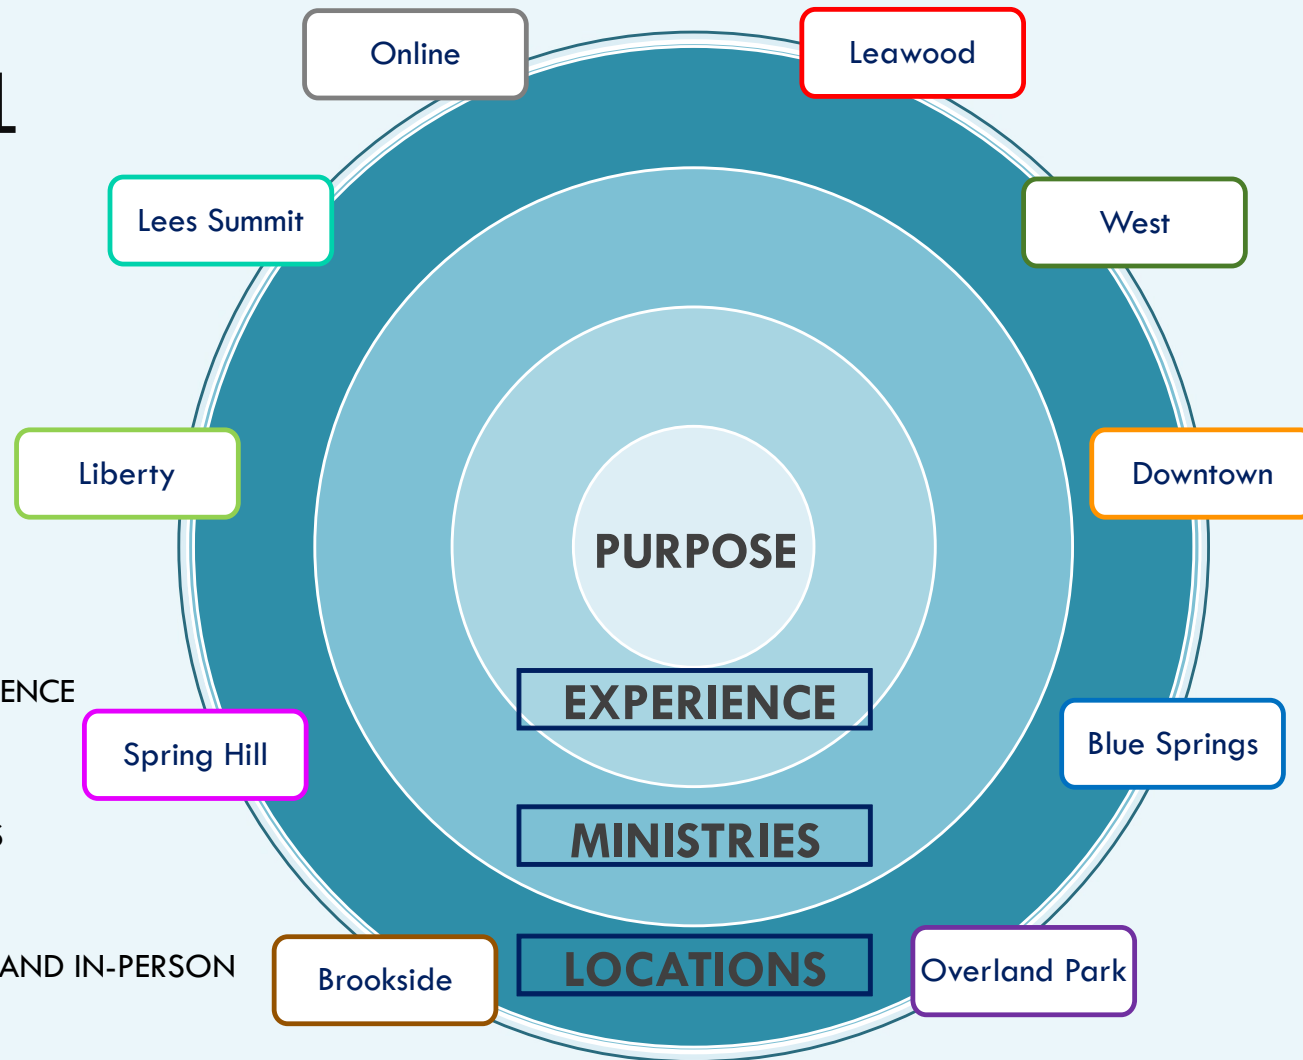 Online
Leawood
Lees Summit
West
Liberty
Downtown
PURPOSE
ENCE
EXPERIENCE
Spring Hill
Blue Springs
MINISTRIES
S
AND IN-PERSON
Brookside
LOCATIONS
Overland Park